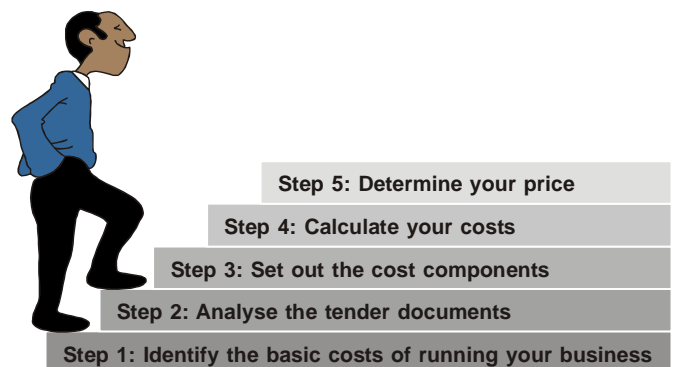 Step 5: Determine your price
Step 4: Calculate your costs
Step 3: Set out the cost components
Step 2: Analyse the tender documents
Step 1: Identify the basic costs of running your business